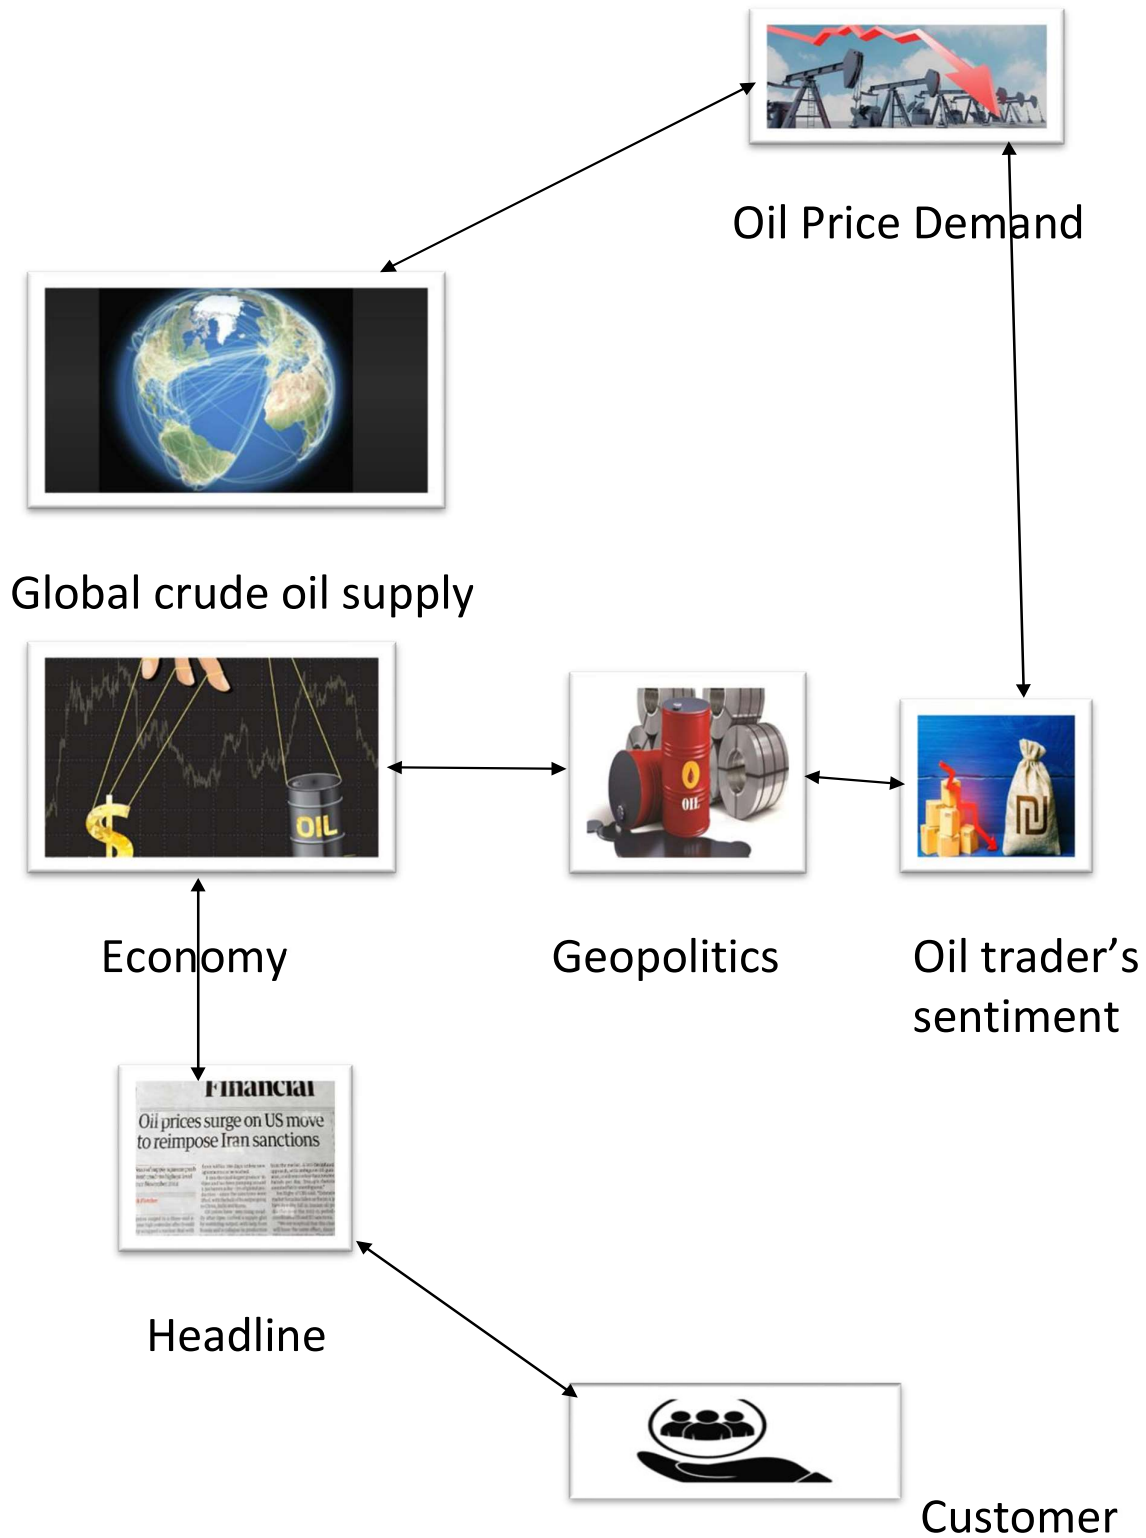 Oil Price Demand
Global crude oil supply
$
OIL
OIL
₪
Economy
Geopolitics
Oil trader’s
sentiment
Financial
Oil prices surge on US move
to reimpose Iran sanctions
Headline
Customer